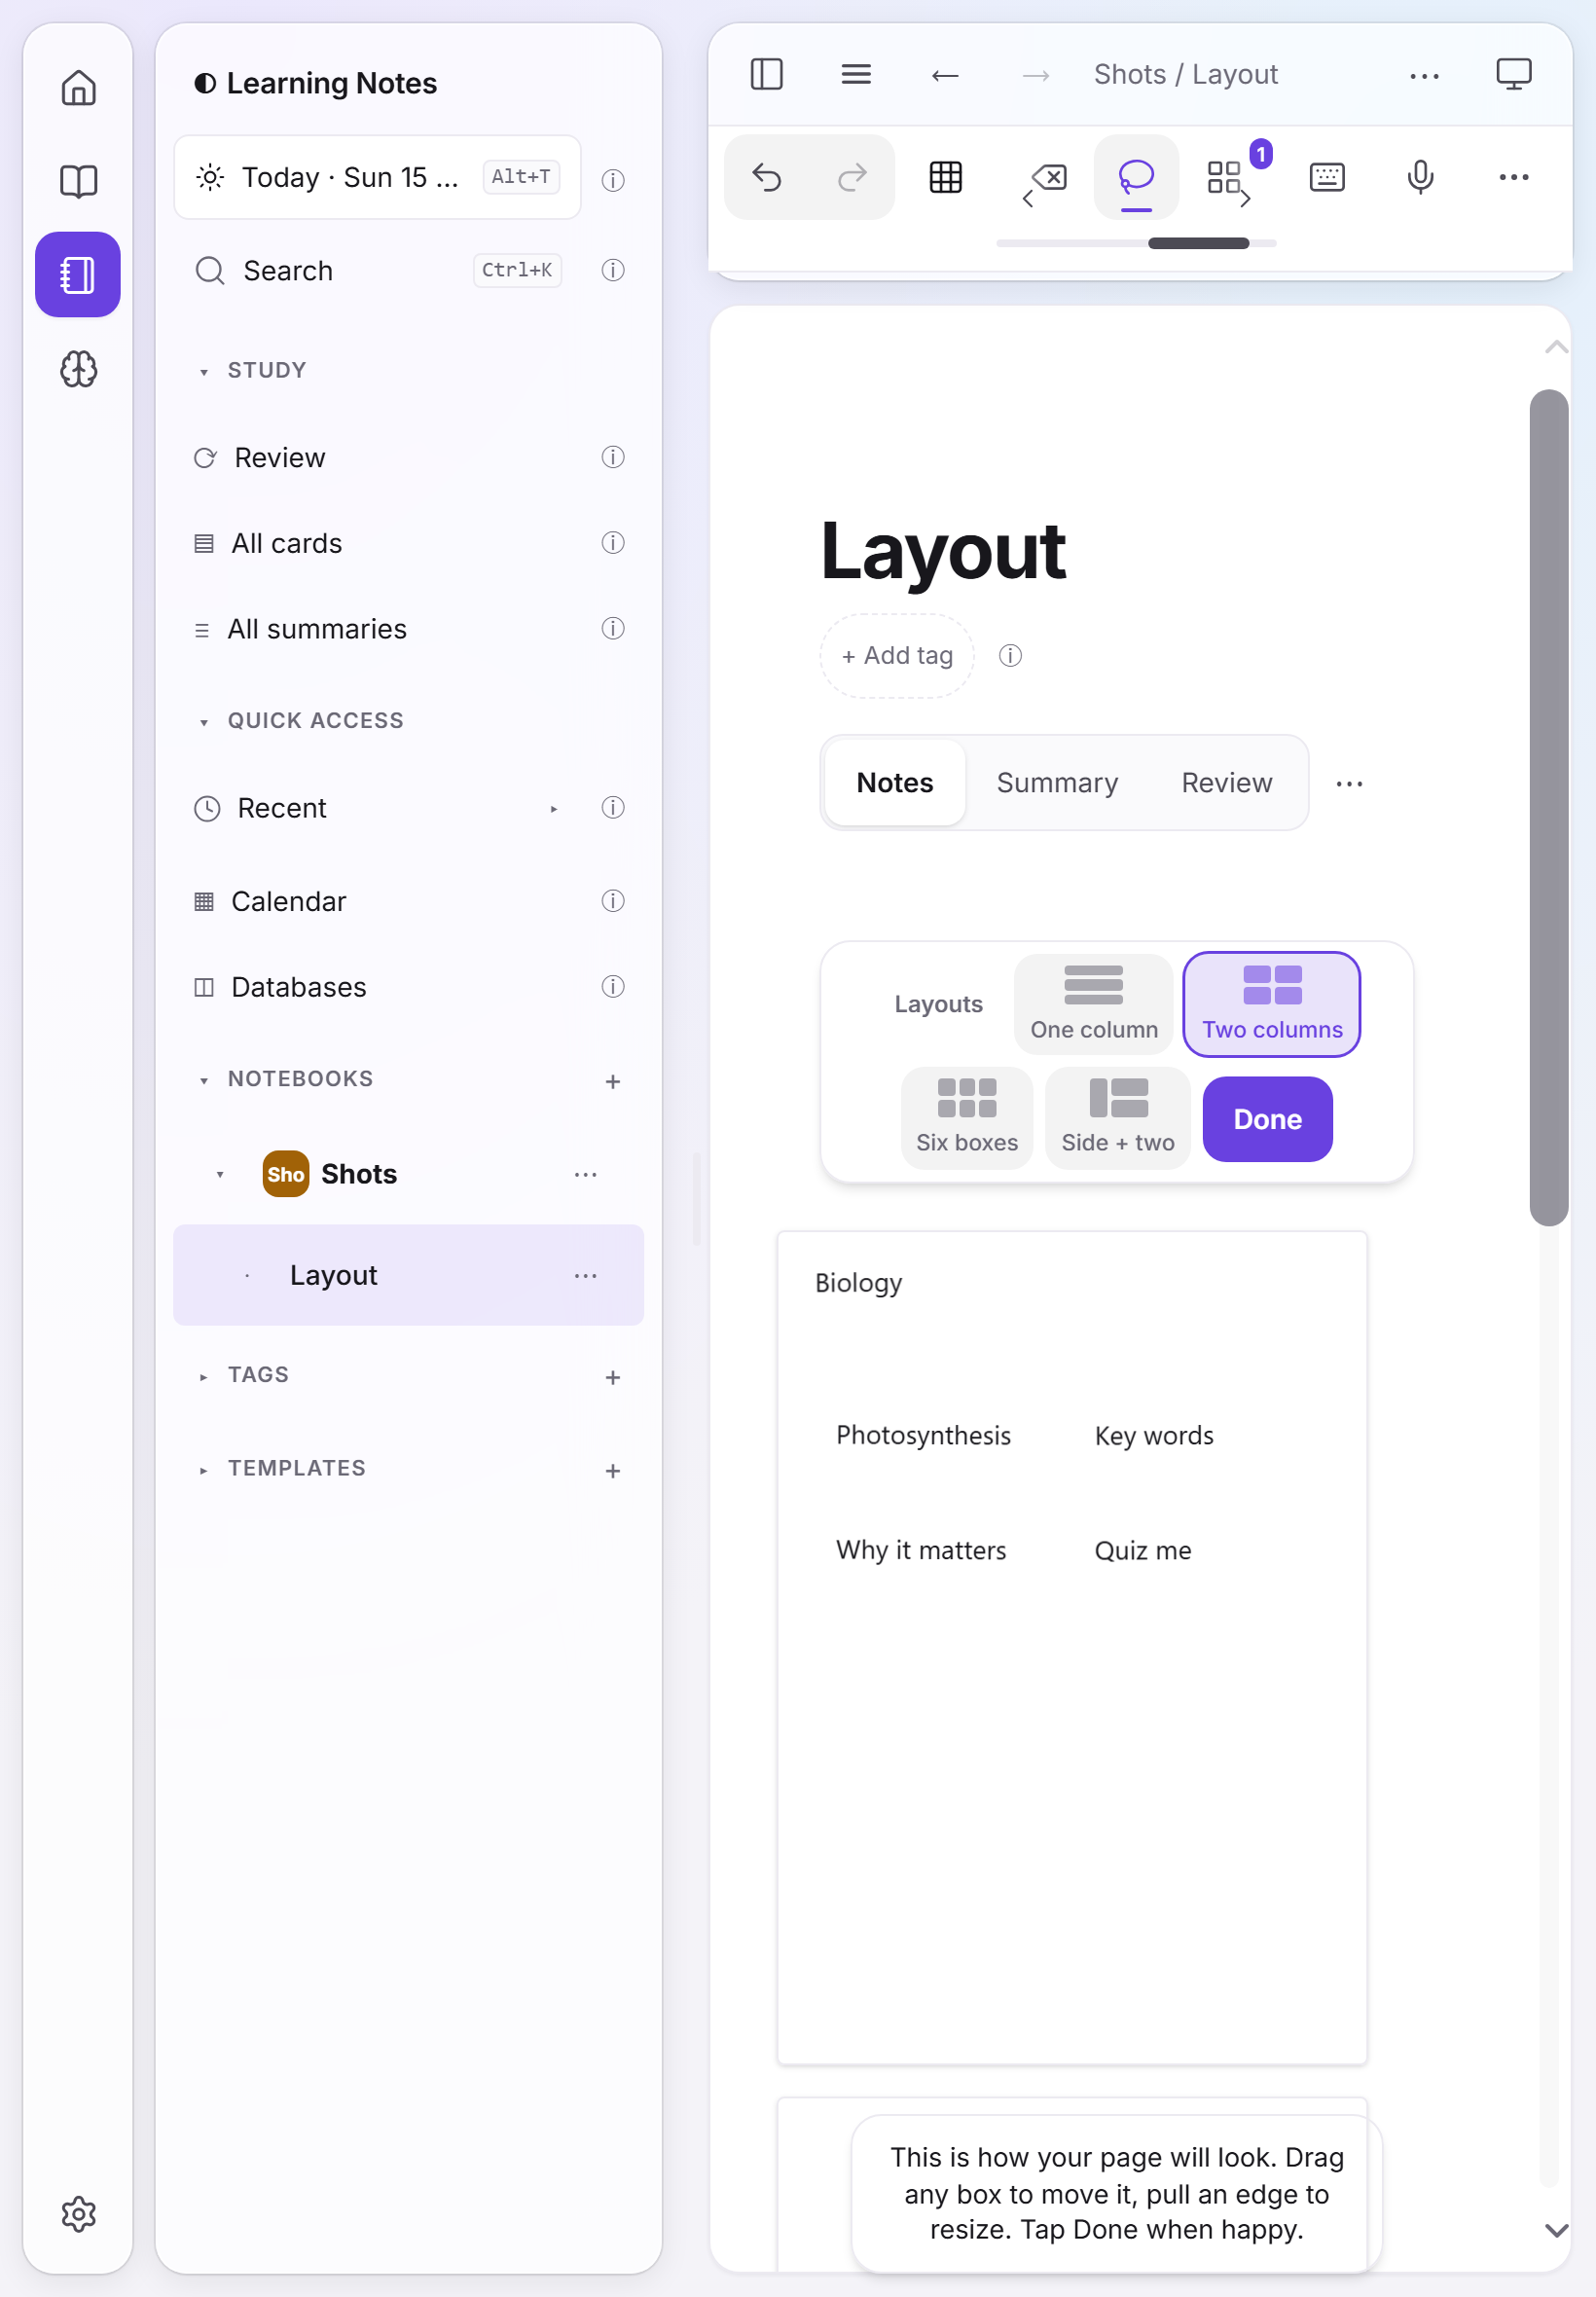 Learning Notes
Today · Sun 15 ... Alt+T
Search Ctrl+K
STUDY
Review
All cards
All summaries
QUICK ACCESS
Recent
Calendar
Databases
NOTEBOOKS +
Sho Shots ...
Layout ...
TAGS +
TEMPLATES +
Shots / Layout ...
1
Layout
+ Add tag
Notes Summary Review ...
Layouts One column Two columns
Six boxes Side + two Done
Biology
Photosynthesis Key words
Why it matters Quiz me
This is how your page will look. Drag
any box to move it, pull an edge to
resize. Tap Done when happy.